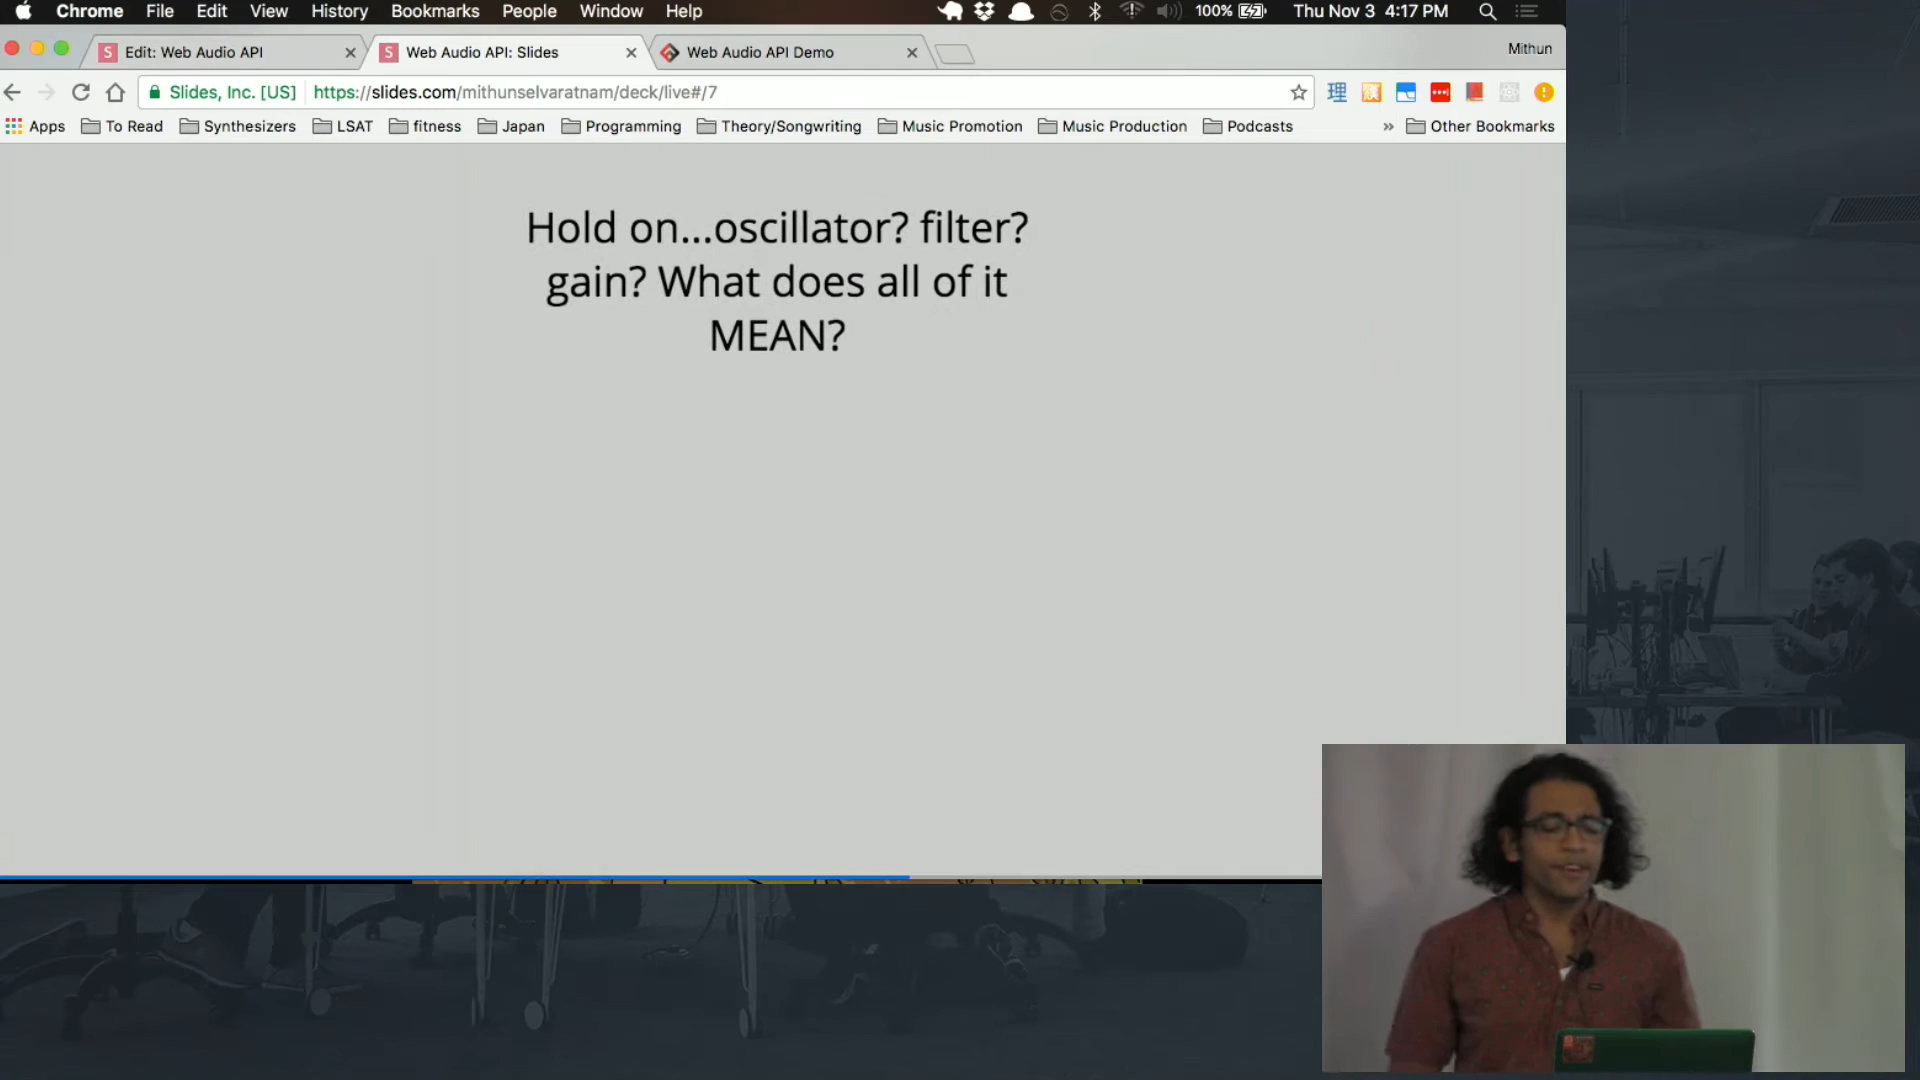 Chrome File Edit View History Bookmarks People Window Help 100% Thu Nov 3 4:17 PM
S Edit: Web Audio API S Web Audio API: Slides Web Audio API Demo Mithun
Slides, Inc. [US] https://slides.com/mithunselvaratnam/deck/live#/7 理
Apps To Read Synthesizers LSAT fitness Japan Programming Theory/Songwriting Music Promotion Music Production Podcasts » Other Bookmarks
Hold on...oscillator? filter?
gain? What does all of it
MEAN?